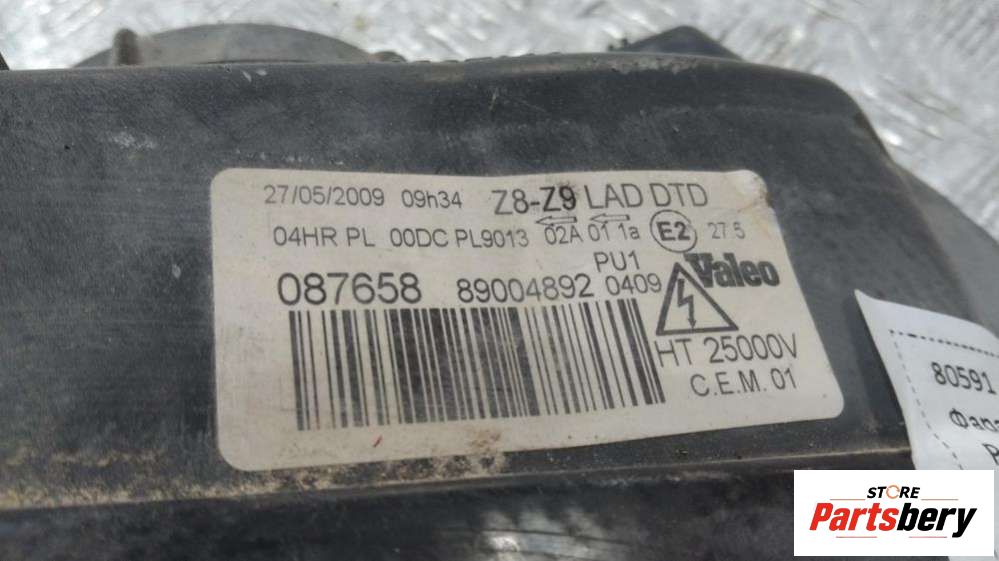 27/05/2009 09h34 Z8-Z9 LAD DTD
04HR PL 00DC PL9013 02A 01 1a E2 27.5
PU1
087658 89004892 0409 Valeo
HT 25000V
C.E.M. 01
80591
Фара
STORE
Partsbery